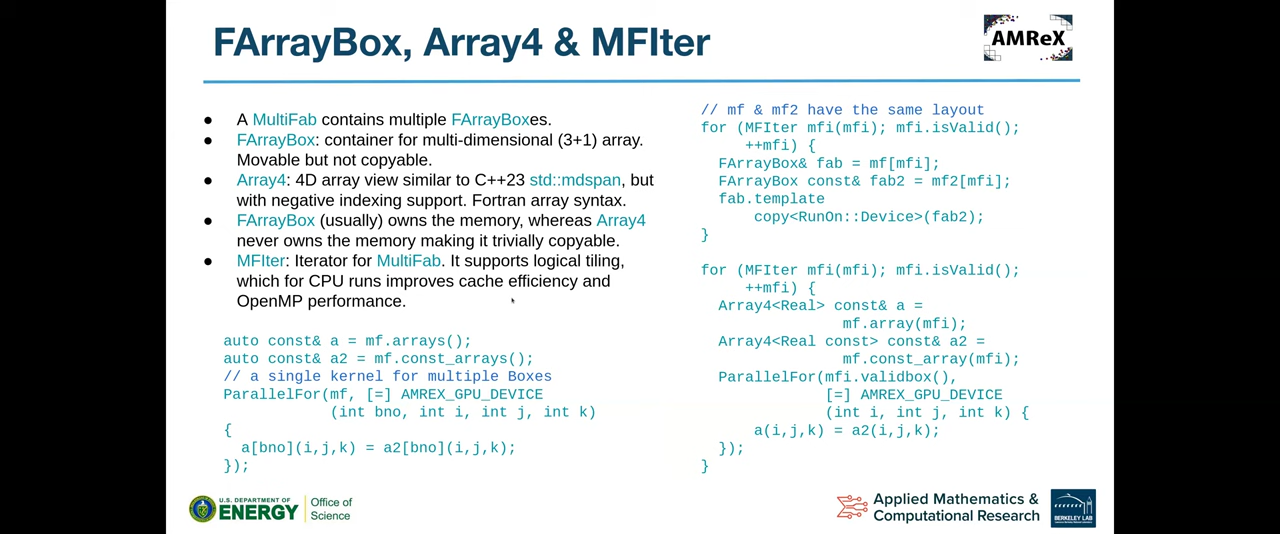 FArrayBox, Array4 & MFIter
AMReX
● A MultiFab contains multiple FArrayBoxes.
● FArrayBox: container for multi-dimensional (3+1) array.
Movable but not copyable.
● Array4: 4D array view similar to C++23 std::mdspan, but
with negative indexing support. Fortran array syntax.
● FArrayBox (usually) owns the memory, whereas Array4
never owns the memory making it trivially copyable.
● MFIter: Iterator for MultiFab. It supports logical tiling,
which for CPU runs improves cache efficiency and
OpenMP performance.
auto const& a = mf.arrays();
auto const& a2 = mf.const_arrays();
// a single kernel for multiple Boxes
ParallelFor(mf, [=] AMREX_GPU_DEVICE
(int bno, int i, int j, int k)
{
a[bno](i,j,k) = a2[bno](i,j,k);
});
// mf & mf2 have the same layout
for (MFIter mfi(mfi); mfi.isValid();
++mfi) {
FArrayBox& fab = mf[mfi];
FArrayBox const& fab2 = mf2[mfi];
fab.template
copy<RunOn::Device>(fab2);
}
for (MFIter mfi(mfi); mfi.isValid();
++mfi) {
Array4<Real> const& a =
mf.array(mfi);
Array4<Real const> const& a2 =
mf.const_array(mfi);
ParallelFor(mfi.validbox(),
[=] AMREX_GPU_DEVICE
(int i, int j, int k) {
a(i,j,k) = a2(i,j,k);
});
}
U.S. DEPARTMENT OF
ENERGY
Office of
Science
Applied Mathematics &
Computational Research
BERKELEY LAB